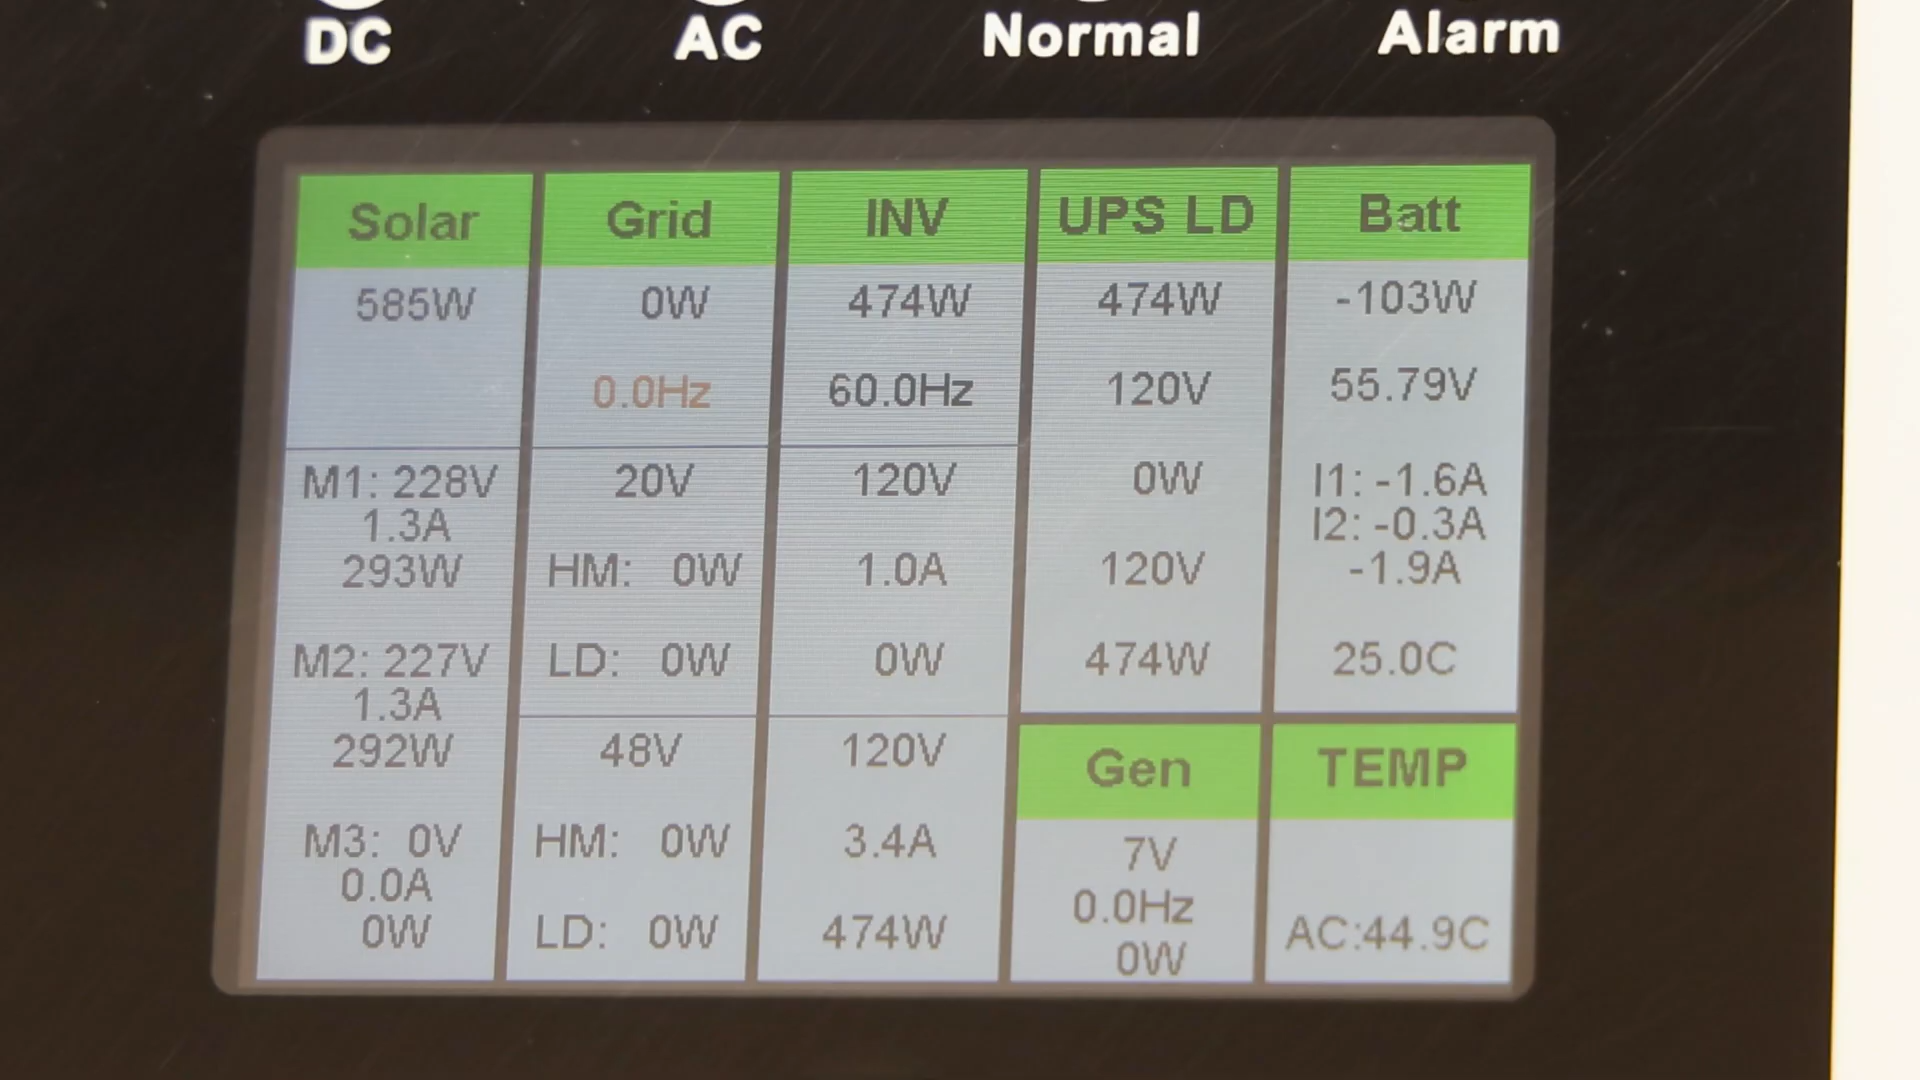 DC AC Normal Alarm
Solar
585W
M1: 228V
1.3A
293W
M2: 227V
1.3A
292W
M3: 0V
0.0A
0W
Grid
0W
0.0Hz
20V
HM: 0W
LD: 0W
48V
HM: 0W
LD: 0W
INV
474W
60.0Hz
120V
1.0A
0W
120V
3.4A
474W
UPS LD
474W
120V
0W
120V
474W
Batt
-103W
55.79V
I1: -1.6A
I2: -0.3A
-1.9A
25.0C
Gen
7V
0.0Hz
0W
TEMP
AC:44.9C